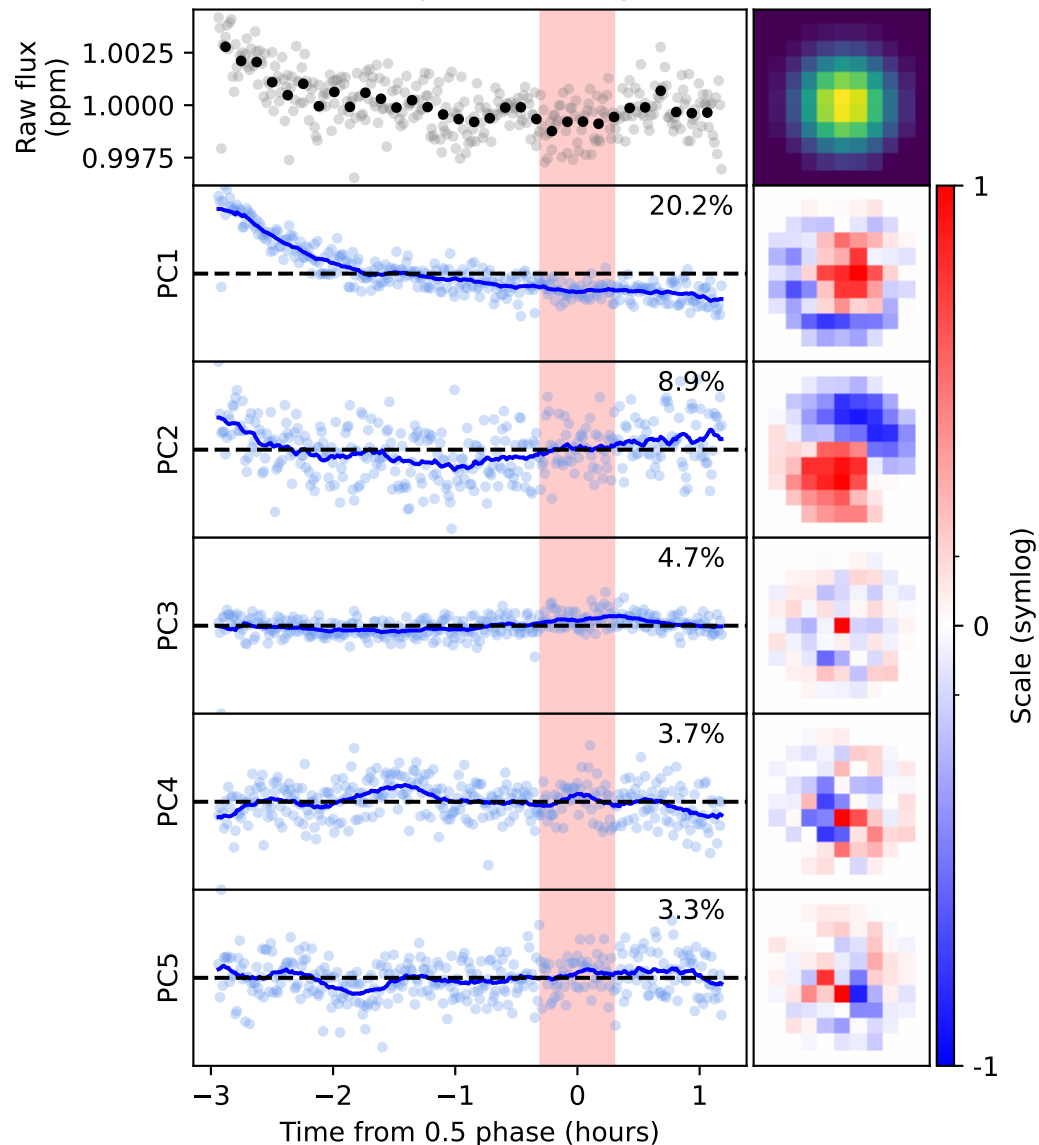 Raw flux
(ppm)
1.0025
1.0000
0.9975
PC1
20.2%
PC2
8.9%
PC3
4.7%
PC4
3.7%
PC5
3.3%
1
0
-1
Scale (symlog)
−3
−2
−1
0
1
Time from 0.5 phase (hours)